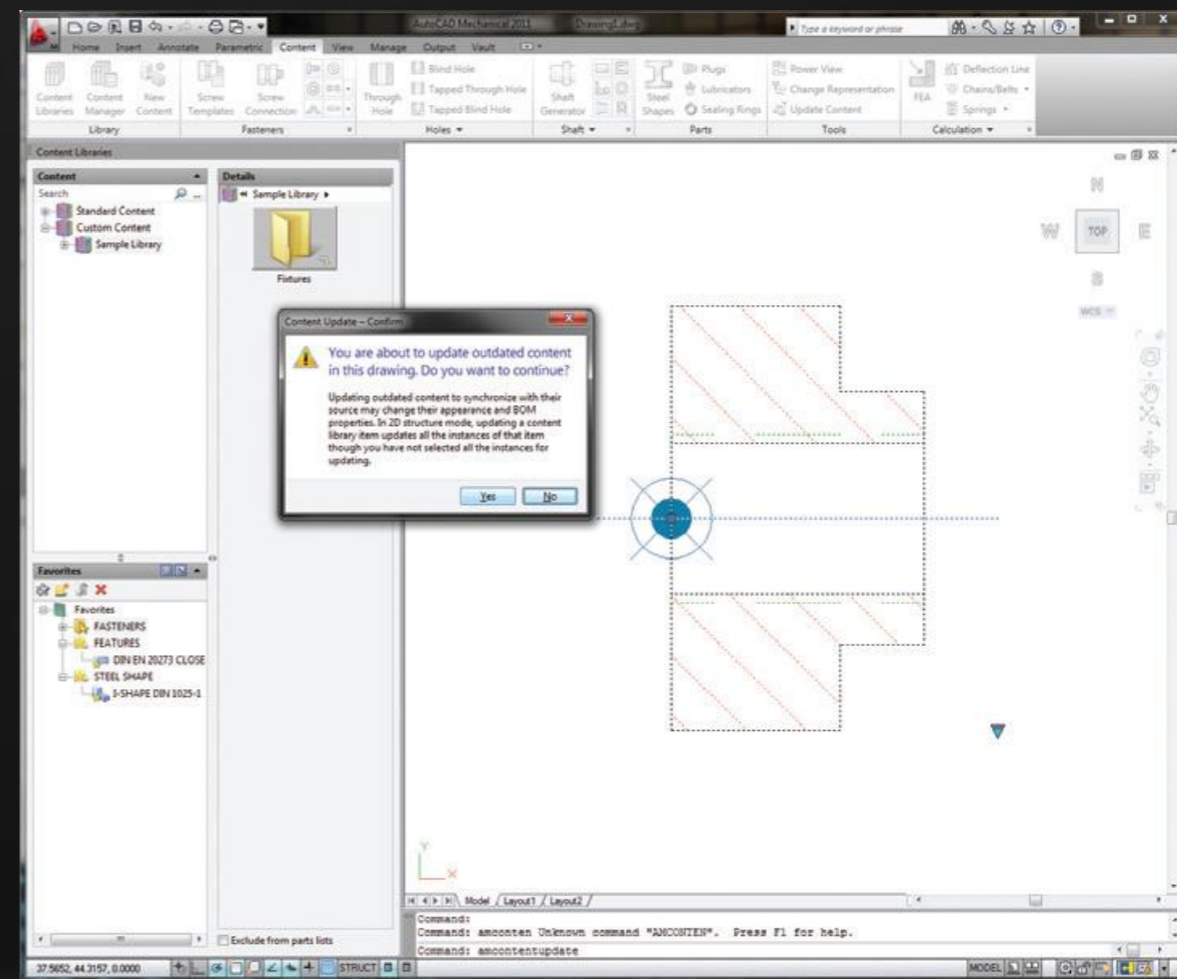 AutoCAD Mechanical 2011 Drawing1.dwg Type a keyword or phrase
Home Insert Annotate Parametric Content View Manage Output Vault
Content Libraries
Content Manager
New Content
Screw Templates
Screw Connection
Through Hole
Blind Hole
Tapped Through Hole
Tapped Blind Hole
Shaft Generator
Steel Shapes
Plugs
Lubricators
Sealing Rings
Power View
Change Representation
Update Content
FEA
Deflection Line
Chains/Belts
Springs
Library Fasteners Holes Shaft Parts Tools Calculation
Content Libraries
Content
Search
Standard Content
Custom Content
Sample Library
Details
Sample Library
Fixtures
N
W TOP E
S
WCS
Content Update – Confirm
You are about to update outdated content
in this drawing. Do you want to continue?
Updating outdated content to synchronize with their
source may change their appearance and BOM
properties. In 2D structure mode, updating a content
library item updates all the instances of that item
though you have not selected all the instances for
updating.
Yes No
Favorites
Favorites
FASTENERS
FEATURES
DIN EN 20273 CLOSE
STEEL SHAPE
I-SHAPE DIN 1025-1
Exclude from parts lists
Y
X
Model / Layout1 / Layout2 /
Command:
Command: amconten Unknown command "AMCONTEN". Press F1 for help.
Command: amcontentupdate
37.5652, 44.3157, 0.0000 STRUCT MODEL